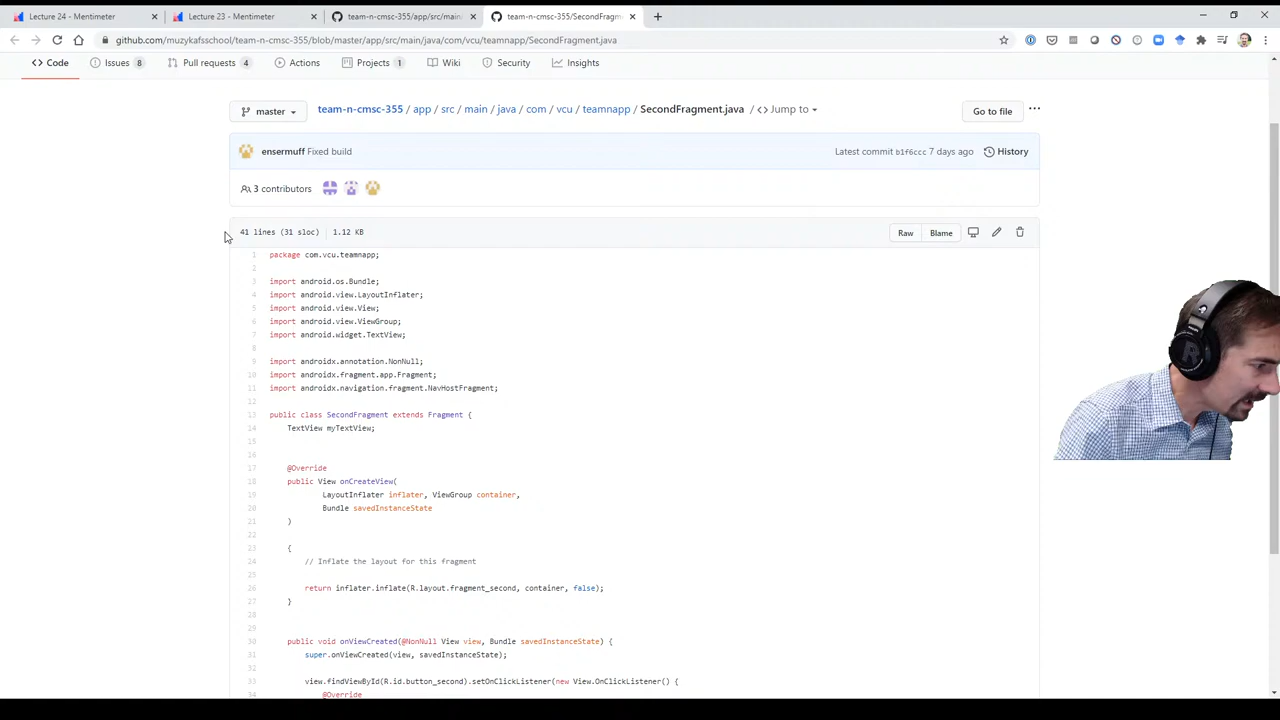 Lecture 24 - Mentimeter
Lecture 23 - Mentimeter
team-n-cmsc-355/app/src/main
team-n-cmsc-355/SecondFragm
github.com/muzykafsschool/team-n-cmsc-355/blob/master/app/src/main/java/com/vcu/teamnapp/SecondFragment.java
Code
Issues 8
Pull requests 4
Actions
Projects 1
Wiki
Security
Insights
master
team-n-cmsc-355 / app / src / main / java / com / vcu / teamnapp / SecondFragment.java
Jump to
Go to file
ensermuff Fixed build
Latest commit b1f6ccc 7 days ago
History
3 contributors
41 lines (31 sloc)
1.12 KB
Raw
Blame
1 package com.vcu.teamnapp;
2
3 import android.os.Bundle;
4 import android.view.LayoutInflater;
5 import android.view.View;
6 import android.view.ViewGroup;
7 import android.widget.TextView;
8
9 import androidx.annotation.NonNull;
10 import androidx.fragment.app.Fragment;
11 import androidx.navigation.fragment.NavHostFragment;
12
13 public class SecondFragment extends Fragment {
14 TextView myTextView;
15
16
17 @Override
18 public View onCreateView(
19 LayoutInflater inflater, ViewGroup container,
20 Bundle savedInstanceState
21 )
22
23 {
24 // Inflate the layout for this fragment
25
26 return inflater.inflate(R.layout.fragment_second, container, false);
27 }
28
29
30 public void onViewCreated(@NonNull View view, Bundle savedInstanceState) {
31 super.onViewCreated(view, savedInstanceState);
32
33 view.findViewById(R.id.button_second).setOnClickListener(new View.OnClickListener() {
34 @Override